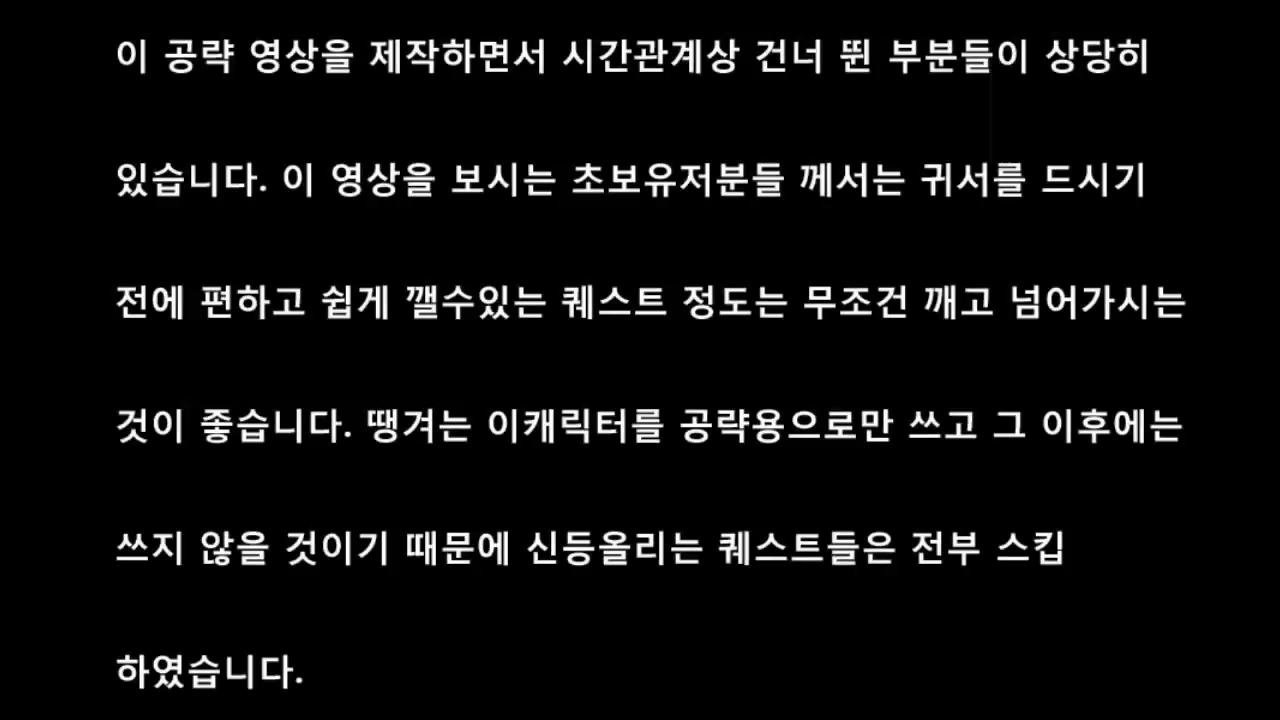 이 공략 영상을 제작하면서 시간관계상 건너 뛴 부분들이 상당히
있습니다. 이 영상을 보시는 초보유저분들 께서는 귀서를 드시기
전에 편하고 쉽게 깰수있는 퀘스트 정도는 무조건 깨고 넘어가시는
것이 좋습니다. 땡겨는 이캐릭터를 공략용으로만 쓰고 그 이후에는
쓰지 않을 것이기 때문에 신등올리는 퀘스트들은 전부 스킵
하였습니다.